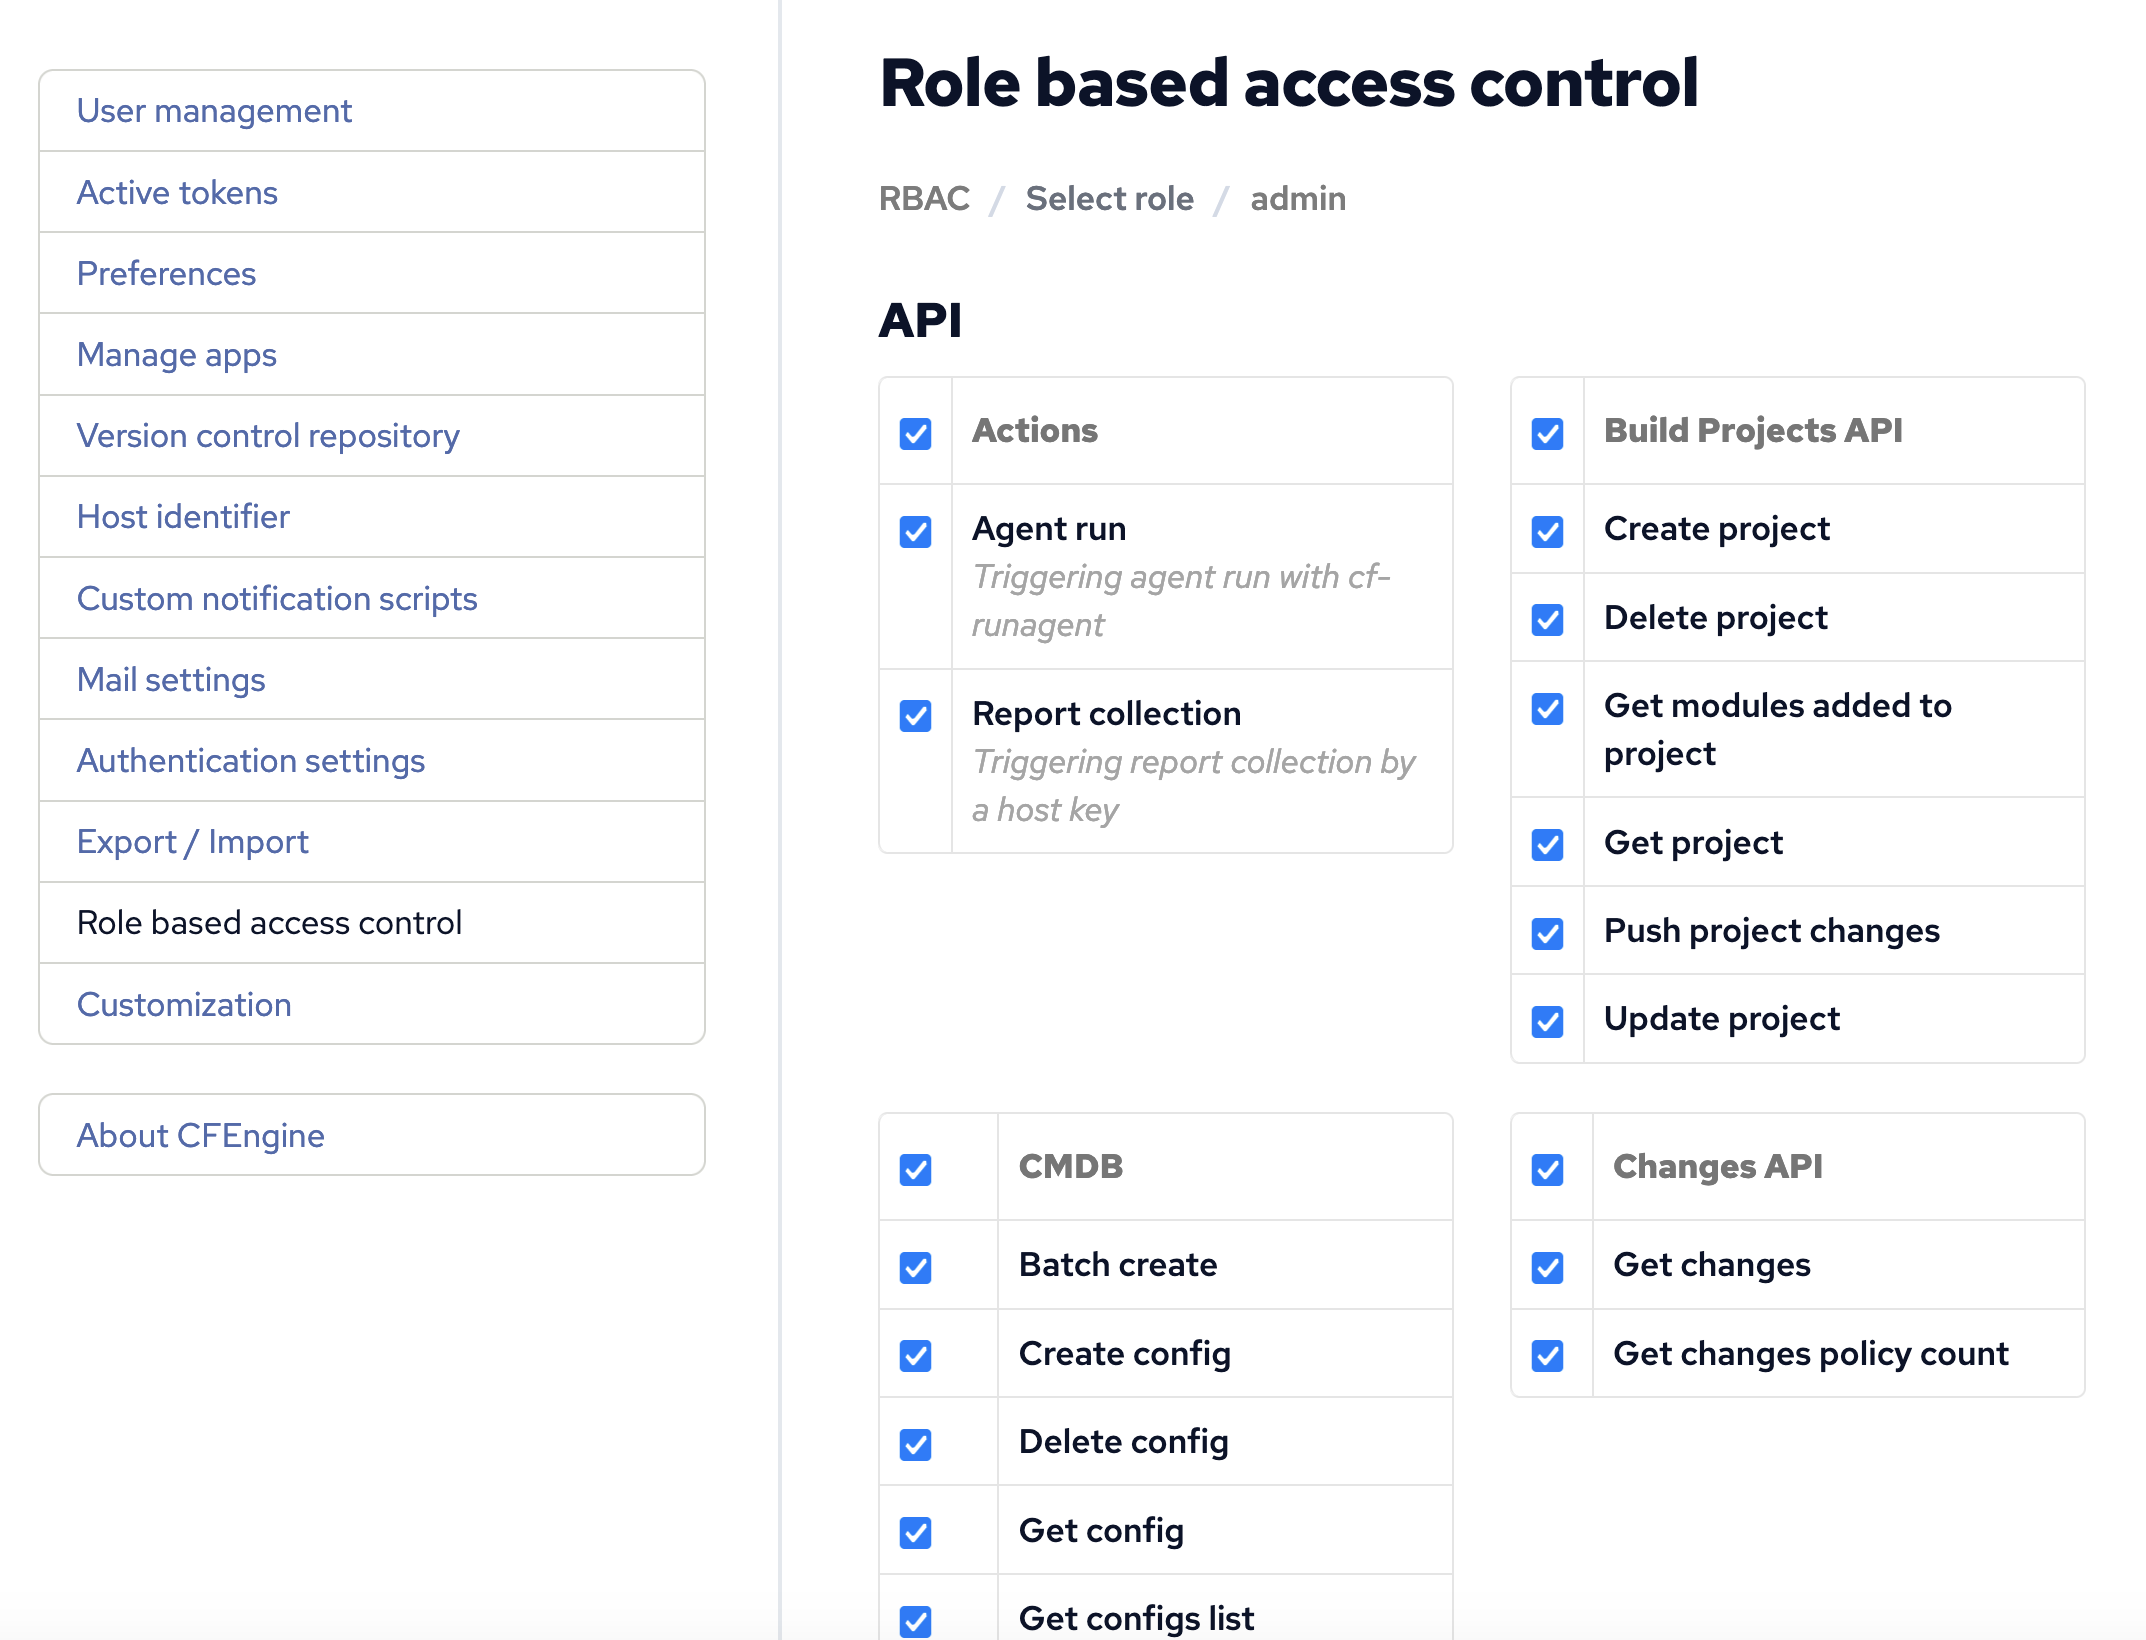 User management
Active tokens
Preferences
Manage apps
Version control repository
Host identifier
Custom notification scripts
Mail settings
Authentication settings
Export / Import
Role based access control
Customization
About CFEngine
Role based access control
RBAC / Select role / admin
API
Actions
Agent run
Triggering agent run with cf-
runagent
Report collection
Triggering report collection by
a host key
Build Projects API
Create project
Delete project
Get modules added to
project
Get project
Push project changes
Update project
CMDB
Batch create
Create config
Delete config
Get config
Get configs list
Changes API
Get changes
Get changes policy count